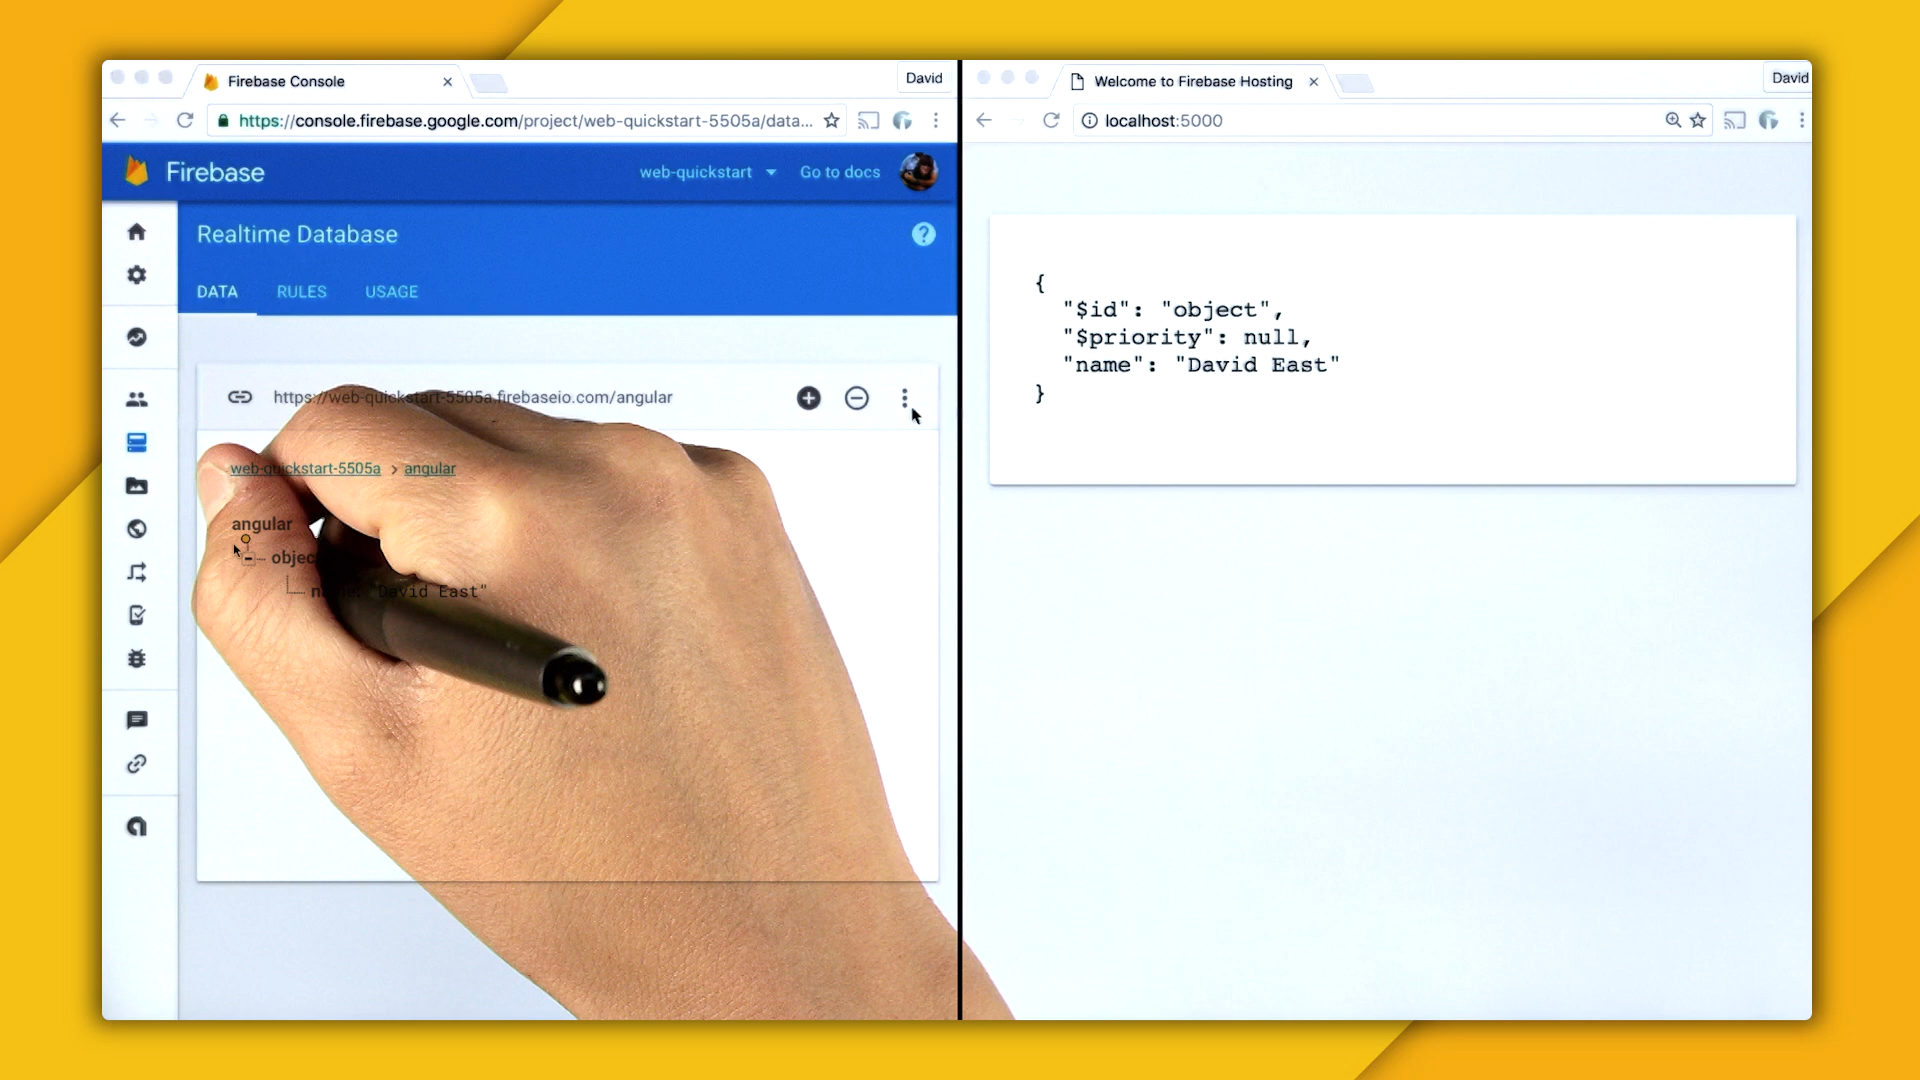 Firebase Console
David
https://console.firebase.google.com/project/web-quickstart-5505a/data...
Firebase
web-quickstart
Go to docs
Realtime Database
?
DATA RULES USAGE
https://web-quickstart-5505a.firebaseio.com/angular
web-quickstart-5505a > angular
angular
"David East"
Welcome to Firebase Hosting
David
localhost:5000
{
"$id": "object",
"$priority": null,
"name": "David East"
}